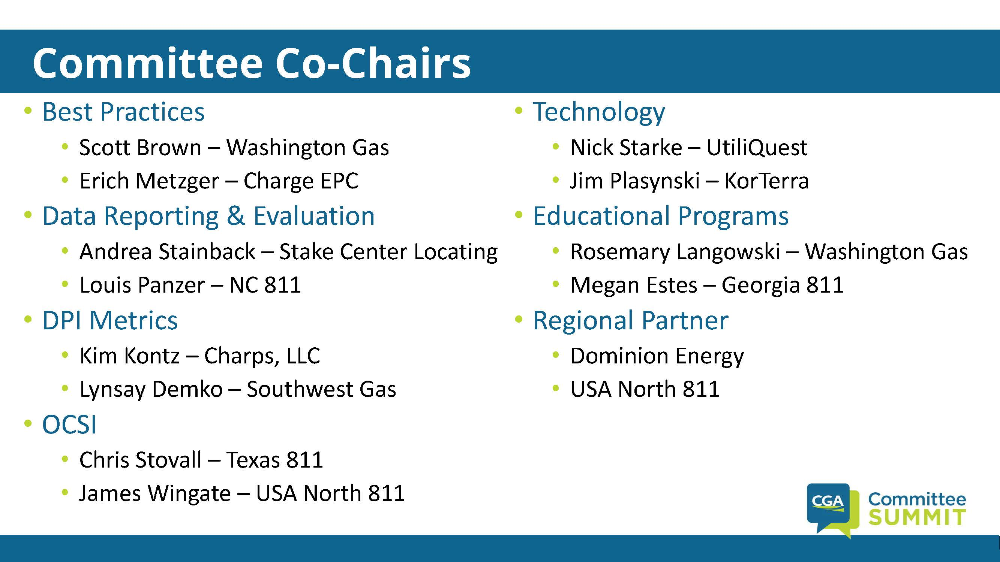 Committee Co-Chairs
• Best Practices
• Scott Brown – Washington Gas
• Erich Metzger – Charge EPC
• Data Reporting & Evaluation
• Andrea Stainback – Stake Center Locating
• Louis Panzer – NC 811
• DPI Metrics
• Kim Kontz – Charps, LLC
• Lynsay Demko – Southwest Gas
• OCSI
• Chris Stovall – Texas 811
• James Wingate – USA North 811
• Technology
• Nick Starke – UtiliQuest
• Jim Plasynski – KorTerra
• Educational Programs
• Rosemary Langowski – Washington Gas
• Megan Estes – Georgia 811
• Regional Partner
• Dominion Energy
• USA North 811
CGA
Committee
SUMMIT